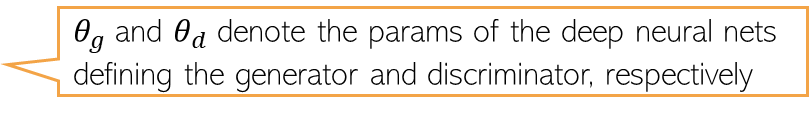 θg and θd denote the params of the deep neural nets
defining the generator and discriminator, respectively